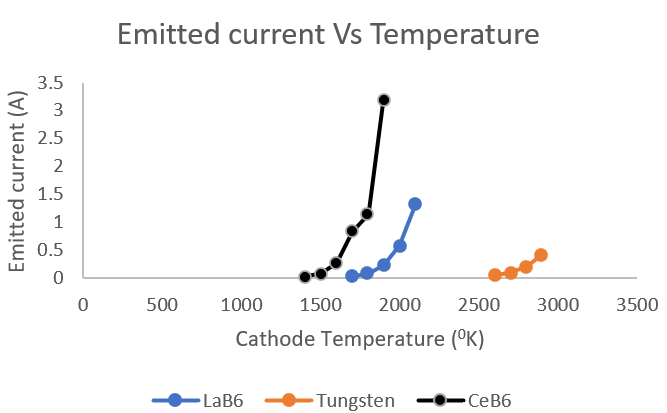 Emitted current Vs Temperature
Emitted current (A)
3.5
3
2.5
2
1.5
1
0.5
0
0 500 1000 1500 2000 2500 3000 3500
Cathode Temperature (⁰K)
LaB6 Tungsten CeB6